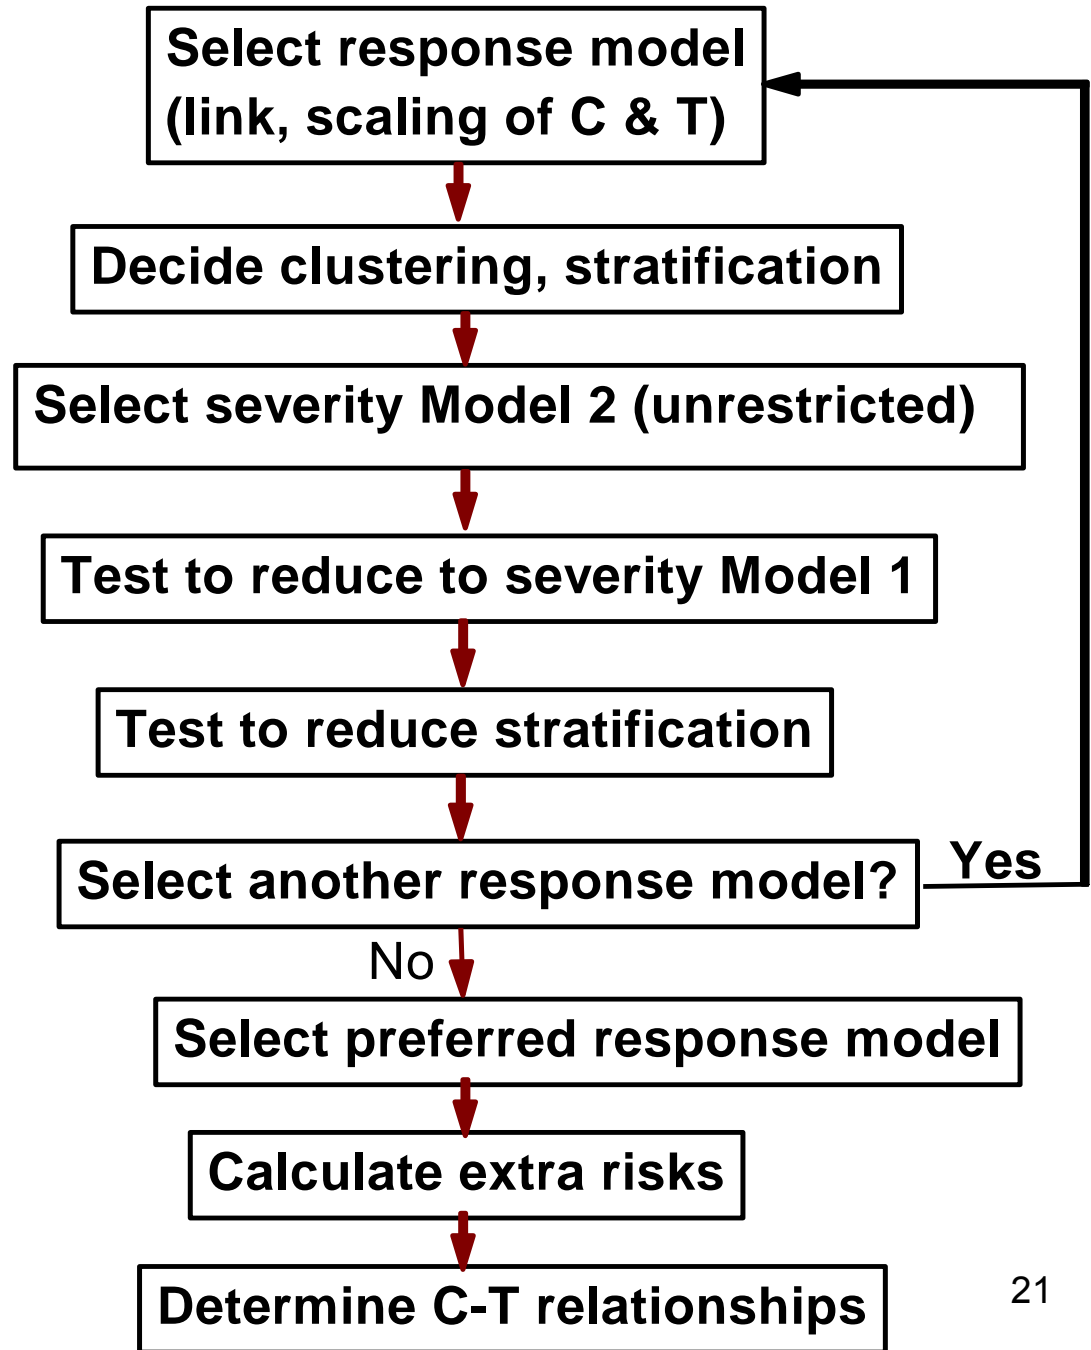 Select response model
(link, scaling of C & T)
Decide clustering, stratification
Select severity Model 2 (unrestricted)
Test to reduce to severity Model 1
Test to reduce stratification
Select another response model?
Yes
No
Select preferred response model
Calculate extra risks
Determine C-T relationships
21